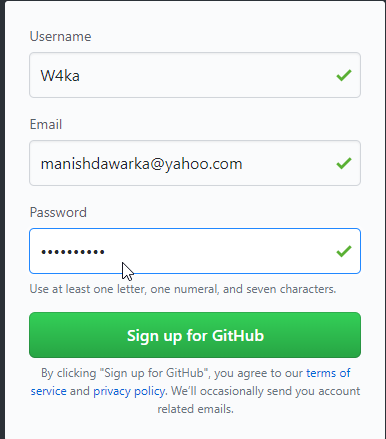 Username
W4ka
Email
manishdawarka@yahoo.com
Password
••••••••••
Use at least one letter, one numeral, and seven characters.
Sign up for GitHub
By clicking "Sign up for GitHub", you agree to our terms of
service and privacy policy. We'll occasionally send you account
related emails.